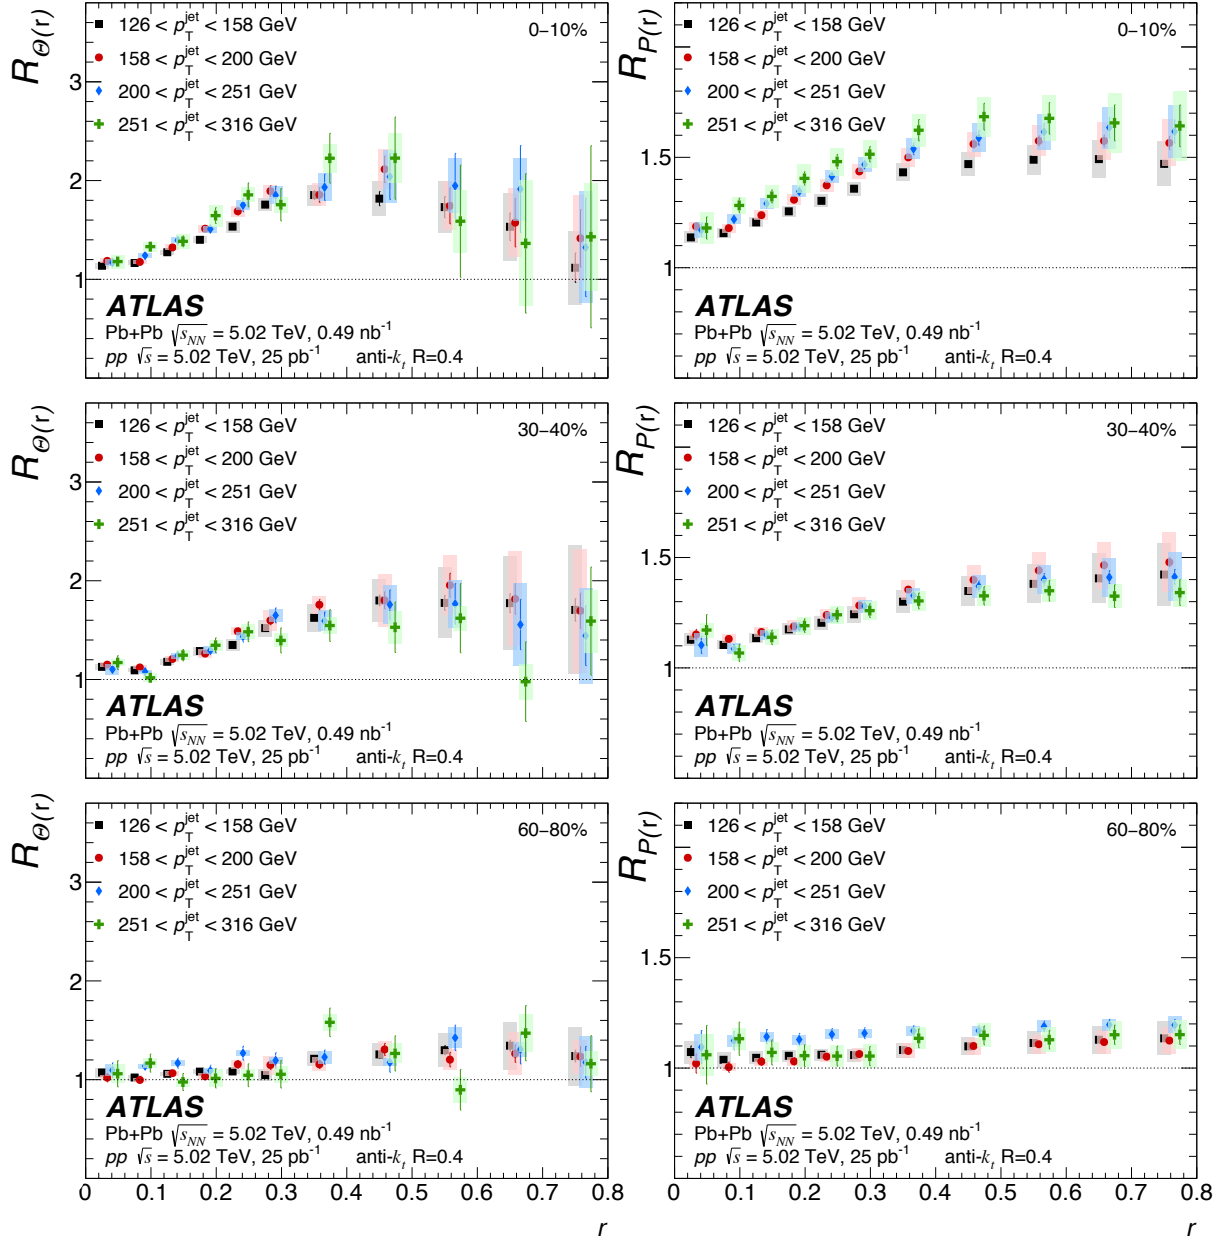 R_Θ(r)
126 < p_T^jet < 158 GeV
158 < p_T^jet < 200 GeV
200 < p_T^jet < 251 GeV
251 < p_T^jet < 316 GeV
0–10%
3
2
1
ATLAS
Pb+Pb √s_NN = 5.02 TeV, 0.49 nb⁻¹
pp √s = 5.02 TeV, 25 pb⁻¹ anti-k_t R=0.4
R_P(r)
126 < p_T^jet < 158 GeV
158 < p_T^jet < 200 GeV
200 < p_T^jet < 251 GeV
251 < p_T^jet < 316 GeV
0–10%
1.5
1
ATLAS
Pb+Pb √s_NN = 5.02 TeV, 0.49 nb⁻¹
pp √s = 5.02 TeV, 25 pb⁻¹ anti-k_t R=0.4
R_Θ(r)
126 < p_T^jet < 158 GeV
158 < p_T^jet < 200 GeV
200 < p_T^jet < 251 GeV
251 < p_T^jet < 316 GeV
30–40%
3
2
1
ATLAS
Pb+Pb √s_NN = 5.02 TeV, 0.49 nb⁻¹
pp √s = 5.02 TeV, 25 pb⁻¹ anti-k_t R=0.4
R_P(r)
126 < p_T^jet < 158 GeV
158 < p_T^jet < 200 GeV
200 < p_T^jet < 251 GeV
251 < p_T^jet < 316 GeV
30–40%
1.5
1
ATLAS
Pb+Pb √s_NN = 5.02 TeV, 0.49 nb⁻¹
pp √s = 5.02 TeV, 25 pb⁻¹ anti-k_t R=0.4
R_Θ(r)
126 < p_T^jet < 158 GeV
158 < p_T^jet < 200 GeV
200 < p_T^jet < 251 GeV
251 < p_T^jet < 316 GeV
60–80%
3
2
1
ATLAS
Pb+Pb √s_NN = 5.02 TeV, 0.49 nb⁻¹
pp √s = 5.02 TeV, 25 pb⁻¹ anti-k_t R=0.4
0 0.1 0.2 0.3 0.4 0.5 0.6 0.7 0.8
r
R_P(r)
126 < p_T^jet < 158 GeV
158 < p_T^jet < 200 GeV
200 < p_T^jet < 251 GeV
251 < p_T^jet < 316 GeV
60–80%
1.5
1
ATLAS
Pb+Pb √s_NN = 5.02 TeV, 0.49 nb⁻¹
pp √s = 5.02 TeV, 25 pb⁻¹ anti-k_t R=0.4
0 0.1 0.2 0.3 0.4 0.5 0.6 0.7 0.8
r